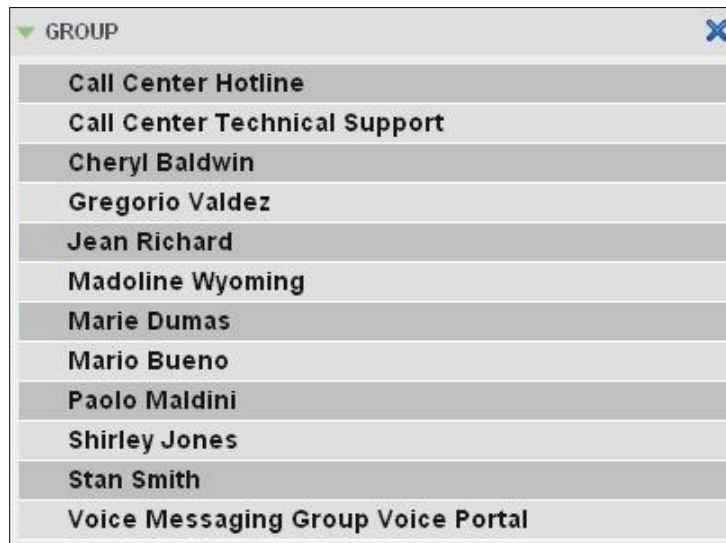 GROUP
Call Center Hotline
Call Center Technical Support
Cheryl Baldwin
Gregorio Valdez
Jean Richard
Madoline Wyoming
Marie Dumas
Mario Bueno
Paolo Maldini
Shirley Jones
Stan Smith
Voice Messaging Group Voice Portal